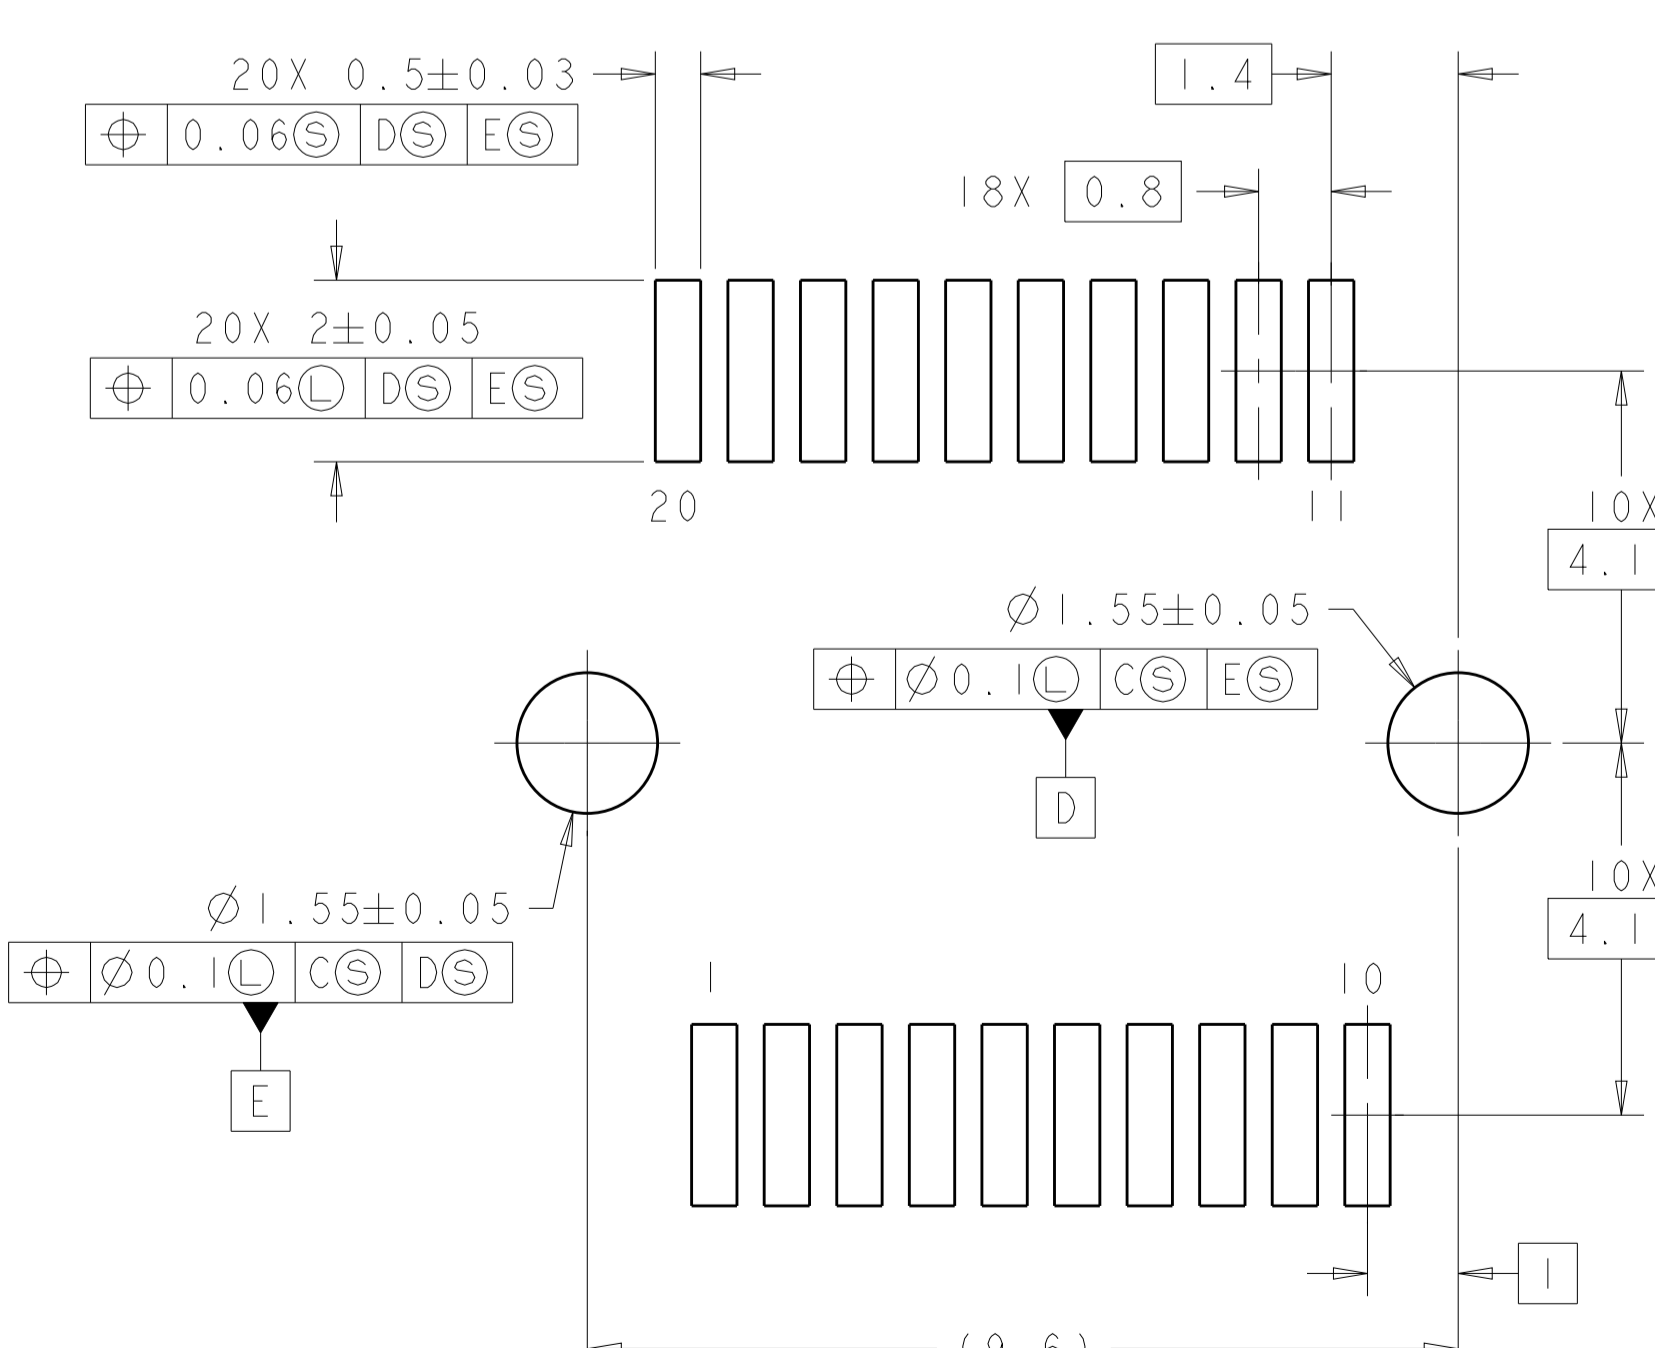 20X 0.5±0.03
⌖ 0.06Ⓢ DⓈ EⓈ
1.4
18X 0.8
20X 2±0.05
⌖ 0.06Ⓛ DⓈ EⓈ
20
11
10X
4.1
Ø1.55±0.05
⌖ Ø0.1Ⓛ CⓈ EⓈ
D
Ø1.55±0.05
⌖ Ø0.1Ⓛ CⓈ DⓈ
E
10X
4.1
1
10
1
(9.6)